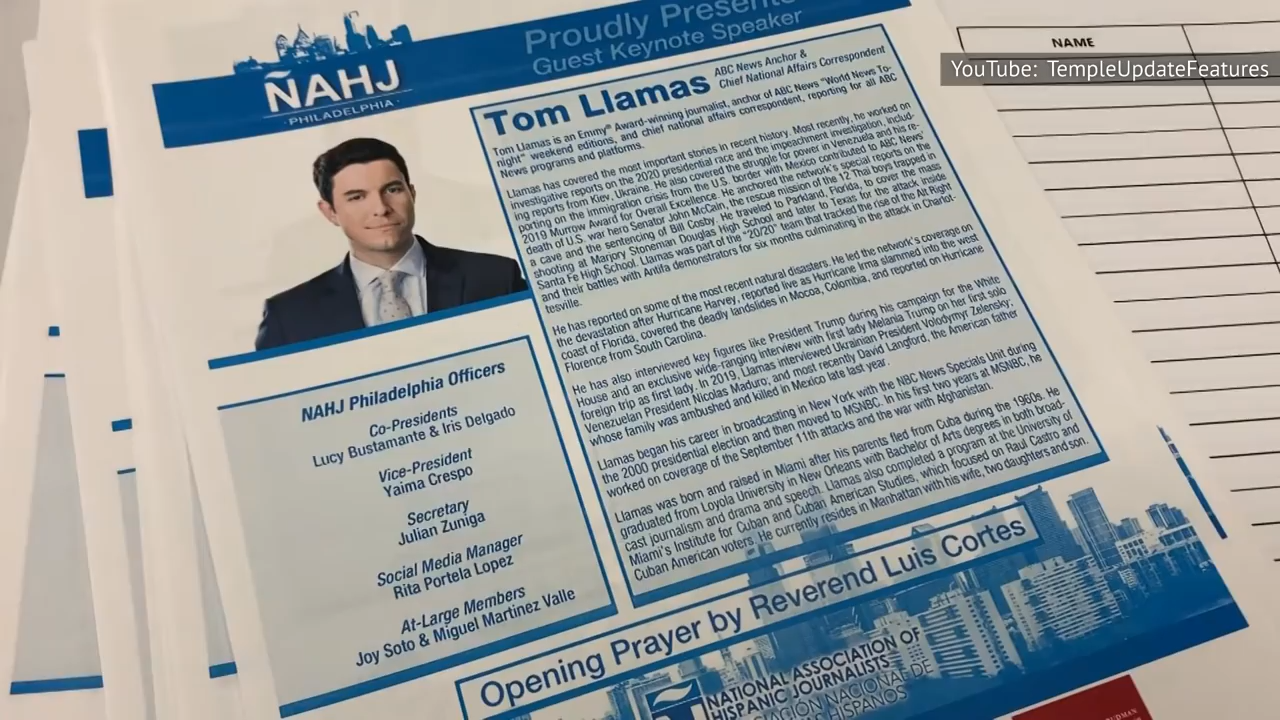 Proudly Presents
Guest Keynote Speaker
ÑAHJ
· PHILADELPHIA ·
Tom Llamas
ABC News Anchor &
Chief National Affairs Correspondent
Tom Llamas is an Emmy® Award-winning journalist, anchor of ABC News "World News To-
night" weekend editions, and chief national affairs correspondent, reporting for all ABC
News programs and platforms.
Llamas has covered the most important stories in recent history. Most recently, he worked on
investigative reports on the 2020 presidential race and the impeachment investigation, includ-
ing reports from Kiev, Ukraine. He also covered the struggle for power in Venezuela and his re-
porting on the immigration crisis from the U.S. border with Mexico contributed to ABC News'
2019 Murrow Award for Overall Excellence. He anchored the network's special reports on the
death of U.S. war hero Senator John McCain, the rescue mission of the 12 Thai boys trapped in
a cave and the sentencing of Bill Cosby. He traveled to Parkland, Florida, to cover the mass
shooting at Marjory Stoneman Douglas High School and later to Texas for the attack inside
Santa Fe High School. Llamas was part of the "20/20" team that tracked the rise of the Alt Right
and their battles with Antifa demonstrators for six months culminating in the attack in Charlot-
tesville.
He has reported on some of the most recent natural disasters. He led the network's coverage on
the devastation after Hurricane Harvey, reported live as Hurricane Irma slammed into the west
coast of Florida, covered the deadly landslides in Mocoa, Colombia, and reported on Hurricane
Florence from South Carolina.
He has also interviewed key figures like President Trump during his campaign for the White
House and an exclusive wide-ranging interview with first lady Melania Trump on her first solo
foreign trip as first lady. In 2019, Llamas interviewed Ukrainian President Volodymyr Zelensky;
Venezuelan President Nicolas Maduro; and most recently David Langford, the American father
whose family was ambushed and killed in Mexico late last year.
Llamas began his career in broadcasting in New York with the NBC News Specials Unit during
the 2000 presidential election and then moved to MSNBC. In his first two years at MSNBC, he
worked on coverage of the September 11th attacks and the war with Afghanistan.
Llamas was born and raised in Miami after his parents fled from Cuba during the 1960s. He
graduated from Loyola University in New Orleans with Bachelor of Arts degrees in both broad-
cast journalism and drama and speech. Llamas also completed a program at the University of
Miami's Institute for Cuban and Cuban American Studies, which focused on Raul Castro and
Cuban American voters. He currently resides in Manhattan with his wife, two daughters and son.
NAHJ Philadelphia Officers
Co-Presidents
Lucy Bustamante & Iris Delgado
Vice-President
Yaima Crespo
Secretary
Julian Zuniga
Social Media Manager
Rita Portela Lopez
At-Large Members
Joy Soto & Miguel Martinez Valle
Opening Prayer by Reverend Luis Cortes
NATIONAL ASSOCIATION OF
HISPANIC JOURNALISTS
NACIONAL DE
HISPANOS
NAME
YouTube: TempleUpdateFeatures